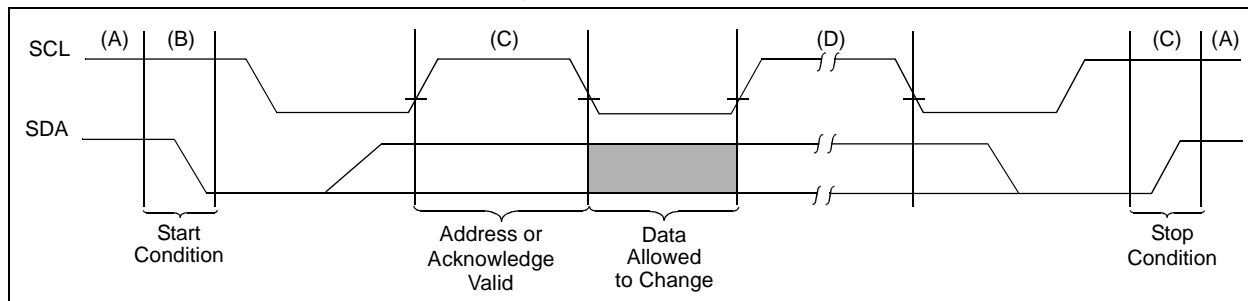 (A) (B) (C) (D) (C) (A)
SCL
SDA
Start
Condition
Address or
Acknowledge
Valid
Data
Allowed
to Change
Stop
Condition